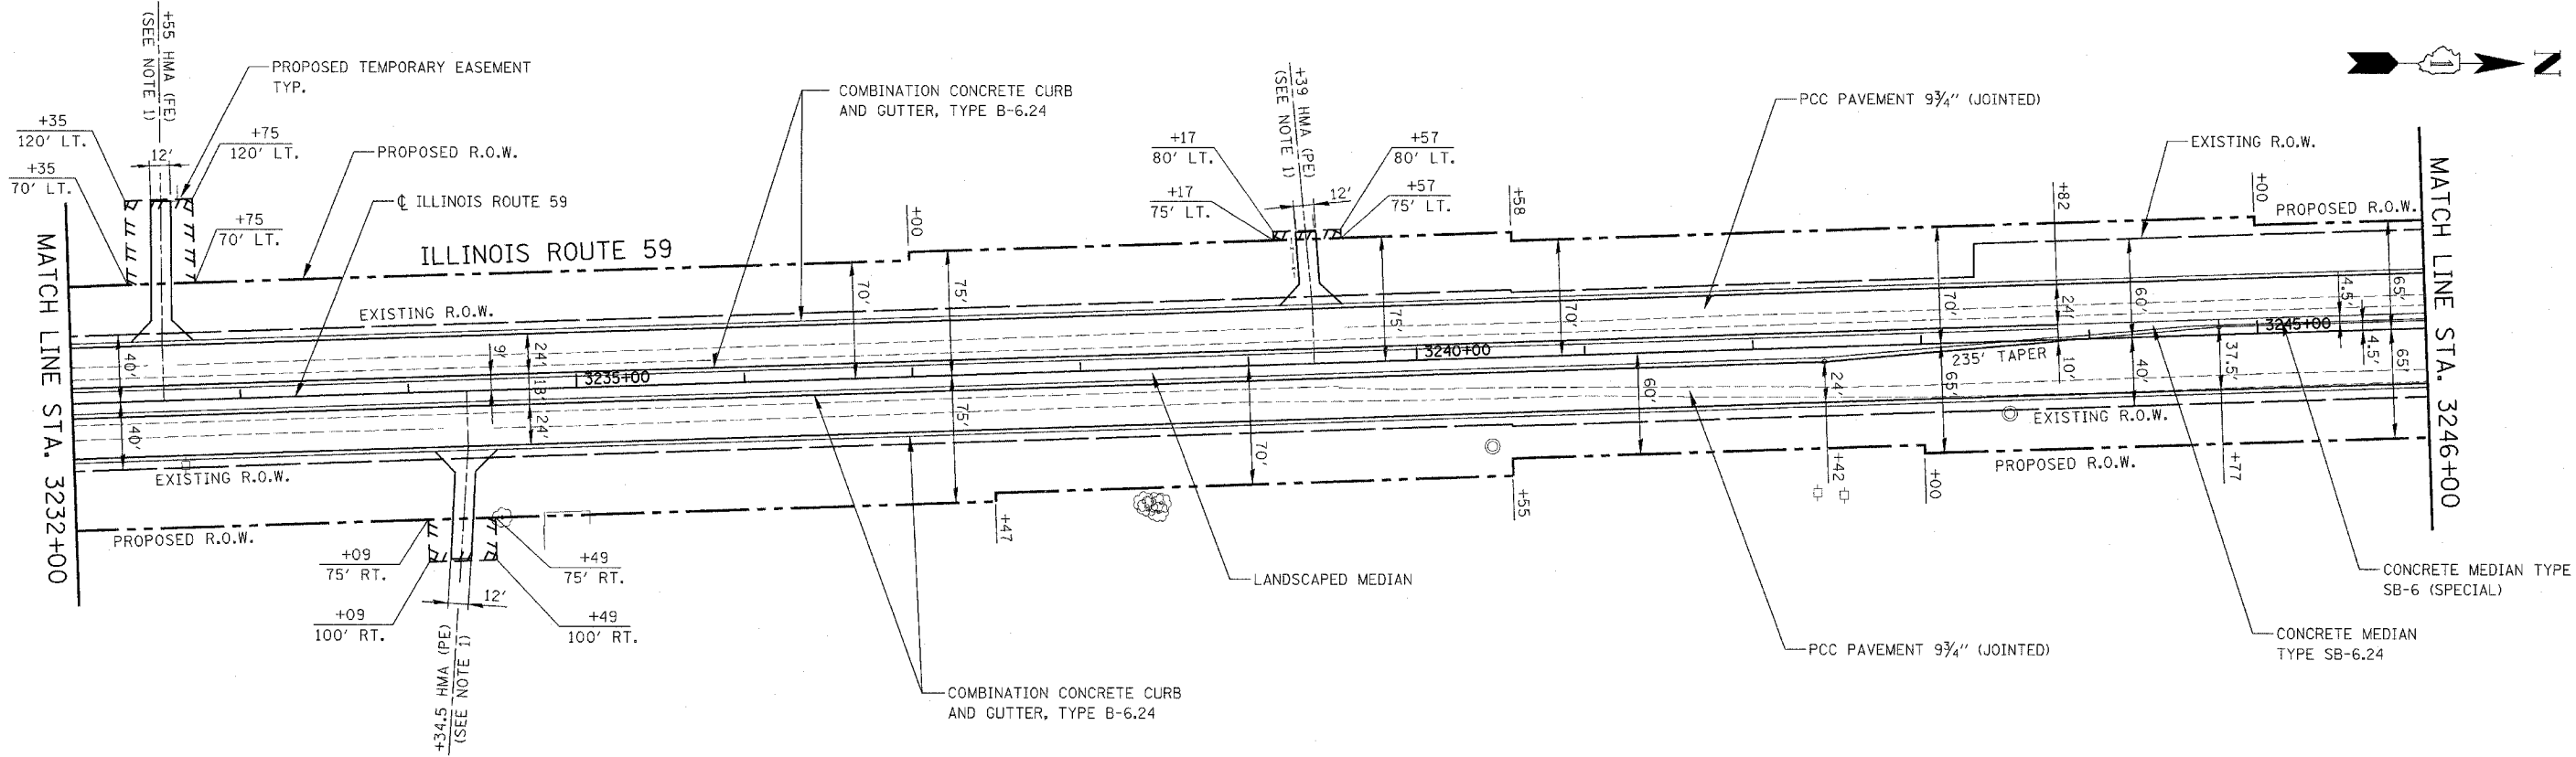 +55 HMA (FE)
(SEE NOTE 1)
PROPOSED TEMPORARY EASEMENT
TYP.
+35
120' LT.
+75
120' LT.
12'
+35
70' LT.
+75
70' LT.
PROPOSED R.O.W.
℄ ILLINOIS ROUTE 59
ILLINOIS ROUTE 59
COMBINATION CONCRETE CURB
AND GUTTER, TYPE B-6.24
+00
+39 HMA (PE)
(SEE NOTE 1)
+17
80' LT.
+17
75' LT.
12'
+57
80' LT.
+57
75' LT.
+58
PCC PAVEMENT 9¾" (JOINTED)
+82
EXISTING R.O.W.
+00
PROPOSED R.O.W.
N
MATCH LINE STA. 3232+00
MATCH LINE STA. 3246+00
EXISTING R.O.W.
40'
40'
9'
24'
18'
24'
3235+00
70'
75'
75'
70'
75'
3240+00
70'
60'
70'
65'
24'
235' TAPER
24'
10'
60'
40'
37.5'
3245+00
4.5'
4.5'
65'
65'
EXISTING R.O.W.
EXISTING R.O.W.
PROPOSED R.O.W.
PROPOSED R.O.W.
+09
75' RT.
+09
100' RT.
12'
+49
75' RT.
+49
100' RT.
+34.5 HMA (PE)
(SEE NOTE 1)
+47
+55
+42
+00
+77
LANDSCAPED MEDIAN
COMBINATION CONCRETE CURB
AND GUTTER, TYPE B-6.24
PCC PAVEMENT 9¾" (JOINTED)
CONCRETE MEDIAN TYPE
SB-6 (SPECIAL)
CONCRETE MEDIAN
TYPE SB-6.24